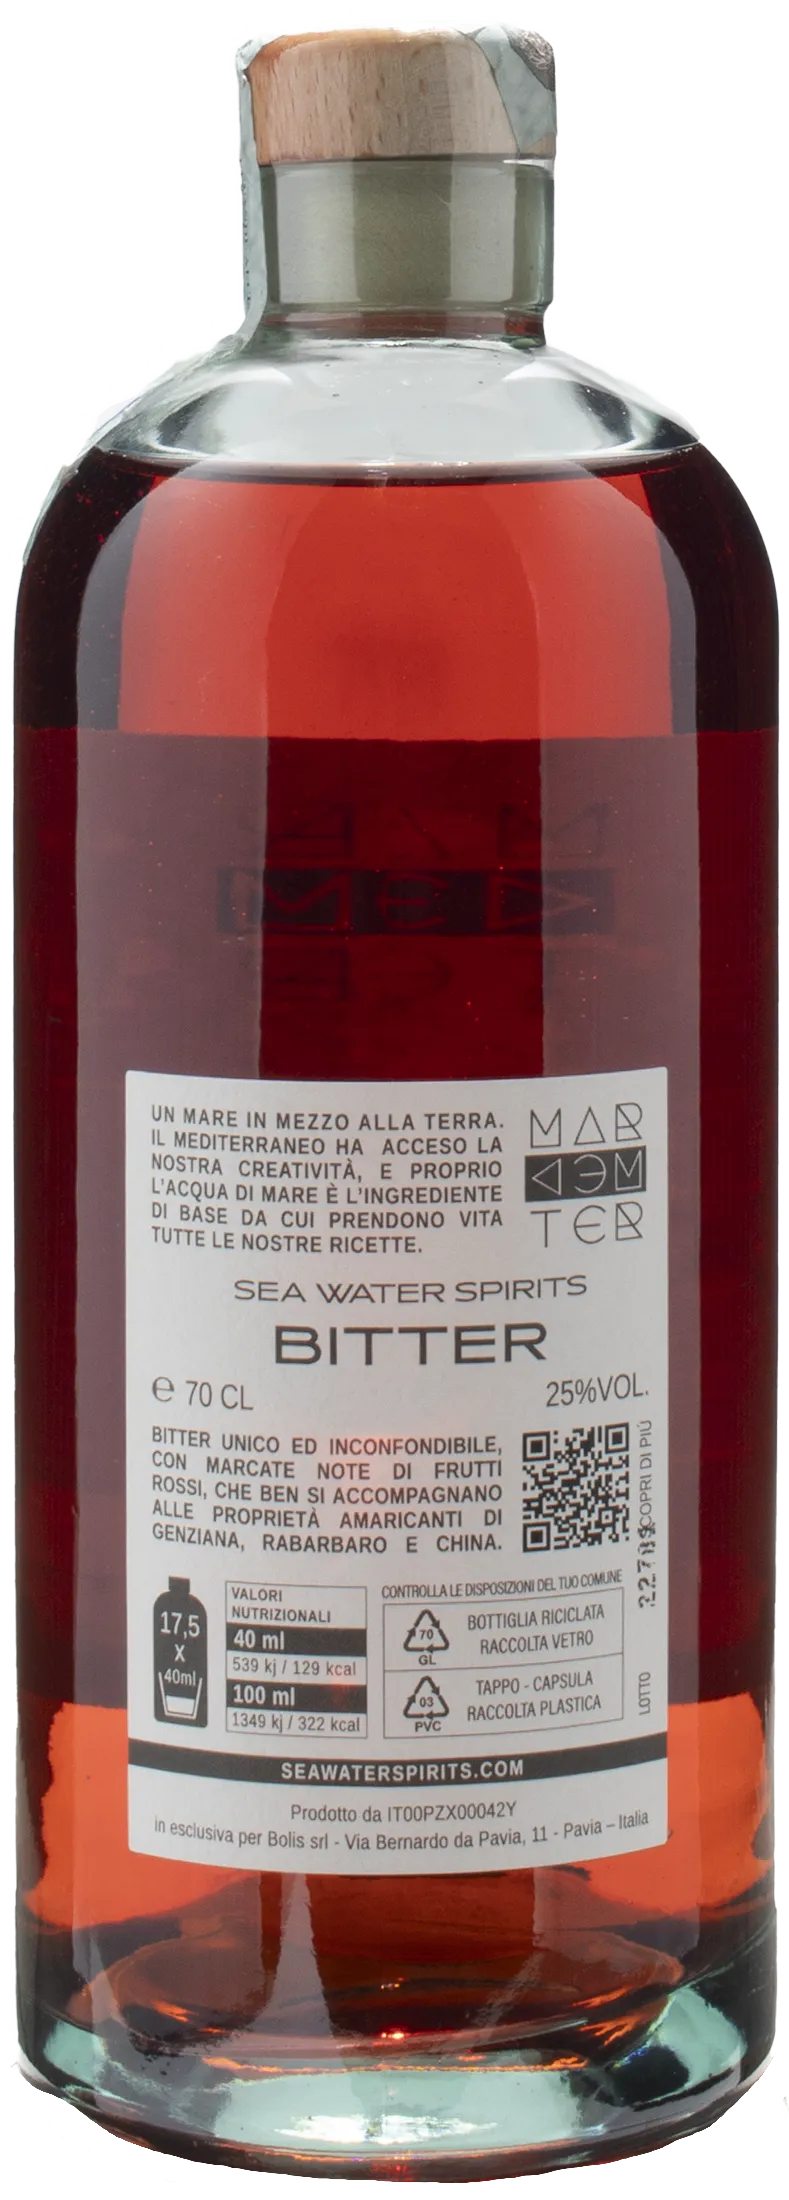 UN MARE IN MEZZO ALLA TERRA.
IL MEDITERRANEO HA ACCESO LA
NOSTRA CREATIVITÀ, E PROPRIO
L'ACQUA DI MARE È L'INGREDIENTE
DI BASE DA CUI PRENDONO VITA
TUTTE LE NOSTRE RICETTE.
MAR
MED
TER
SEA WATER SPIRITS
BITTER
℮ 70 CL
25%VOL.
BITTER UNICO ED INCONFONDIBILE,
CON MARCATE NOTE DI FRUTTI
ROSSI, CHE BEN SI ACCOMPAGNANO
ALLE PROPRIETÀ AMARICANTI DI
GENZIANA, RABARBARO E CHINA.
SCOPRI DI PIÙ
LOTTO
17,5
X
40ml
VALORI
NUTRIZIONALI
40 ml
539 kj / 129 kcal
100 ml
1349 kj / 322 kcal
CONTROLLA LE DISPOSIZIONI DEL TUO COMUNE
70
GL
BOTTIGLIA RICICLATA
RACCOLTA VETRO
03
PVC
TAPPO - CAPSULA
RACCOLTA PLASTICA
SEAWATERSPIRITS.COM
Prodotto da IT00PZX00042Y
in esclusiva per Bolis srl - Via Bernardo da Pavia, 11 - Pavia – Italia